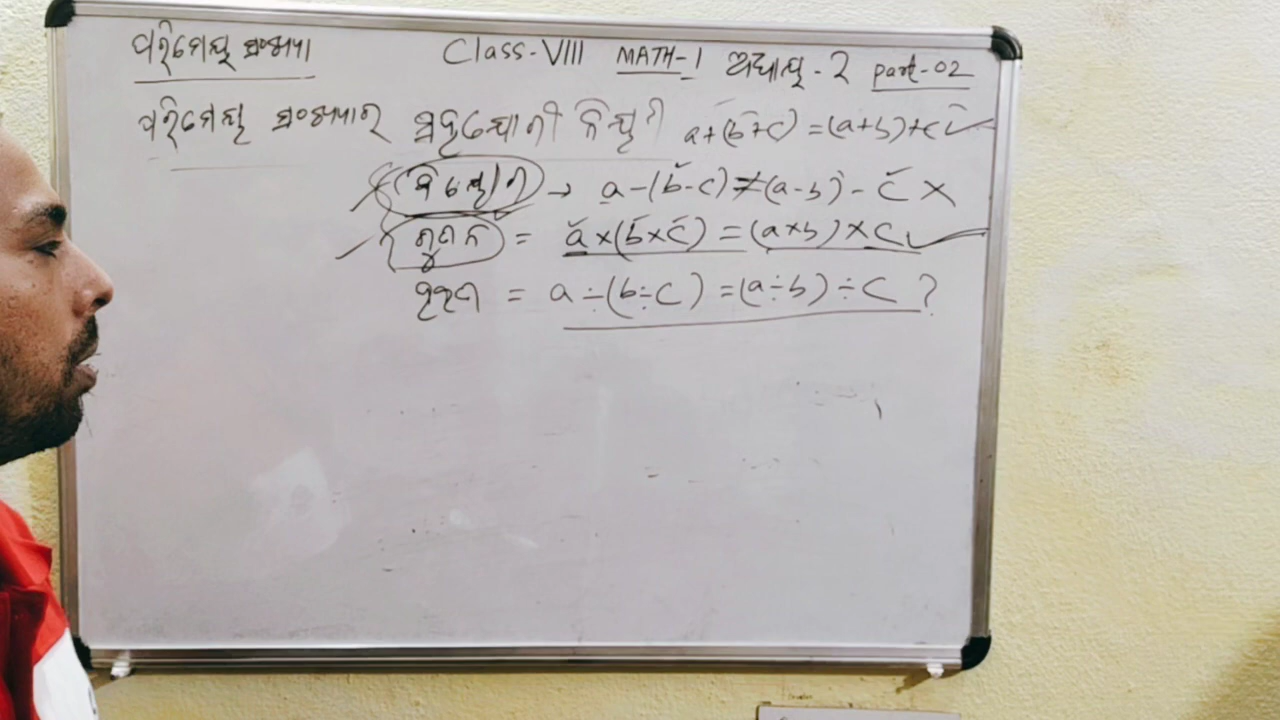 ପରିମେୟ ସଂଖ୍ୟା Class-VIII MATH-1 ଅଧ୍ୟାୟ-2 part-02
ପରିମେୟ ସଂଖ୍ୟାର ସହଯୋଗୀ ନିୟମ a+(b+c)=(a+b)+c ✓
(ବିୟୋଗ) → a-(b-c)≠(a-b)-c ×
ଗୁଣନ = a×(b×c)=(a×b)×c ✓
ହରଣ = a÷(b÷c)=(a÷b)÷c ?